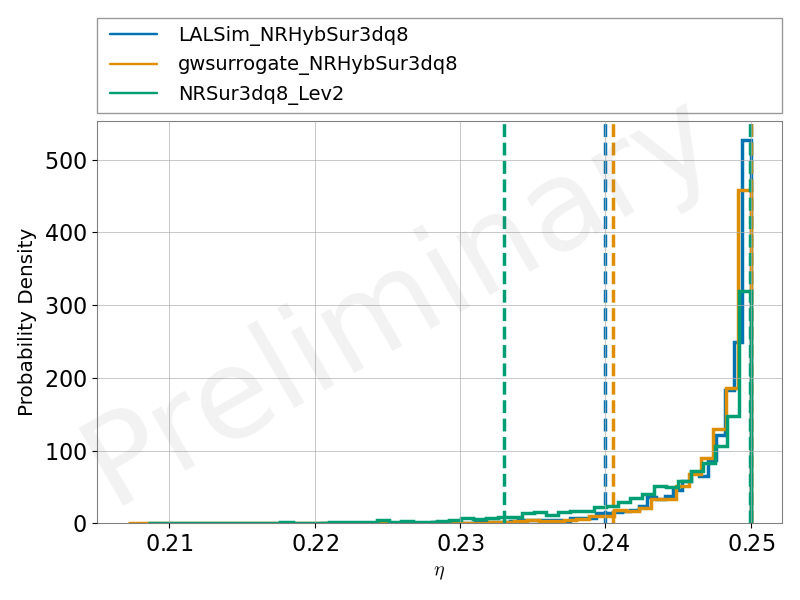 LALSim_NRHybSur3dq8
gwsurrogate_NRHybSur3dq8
NRSur3dq8_Lev2
Preliminary
Probability Density
500
400
300
200
100
0
0.21 0.22 0.23 0.24 0.25
η